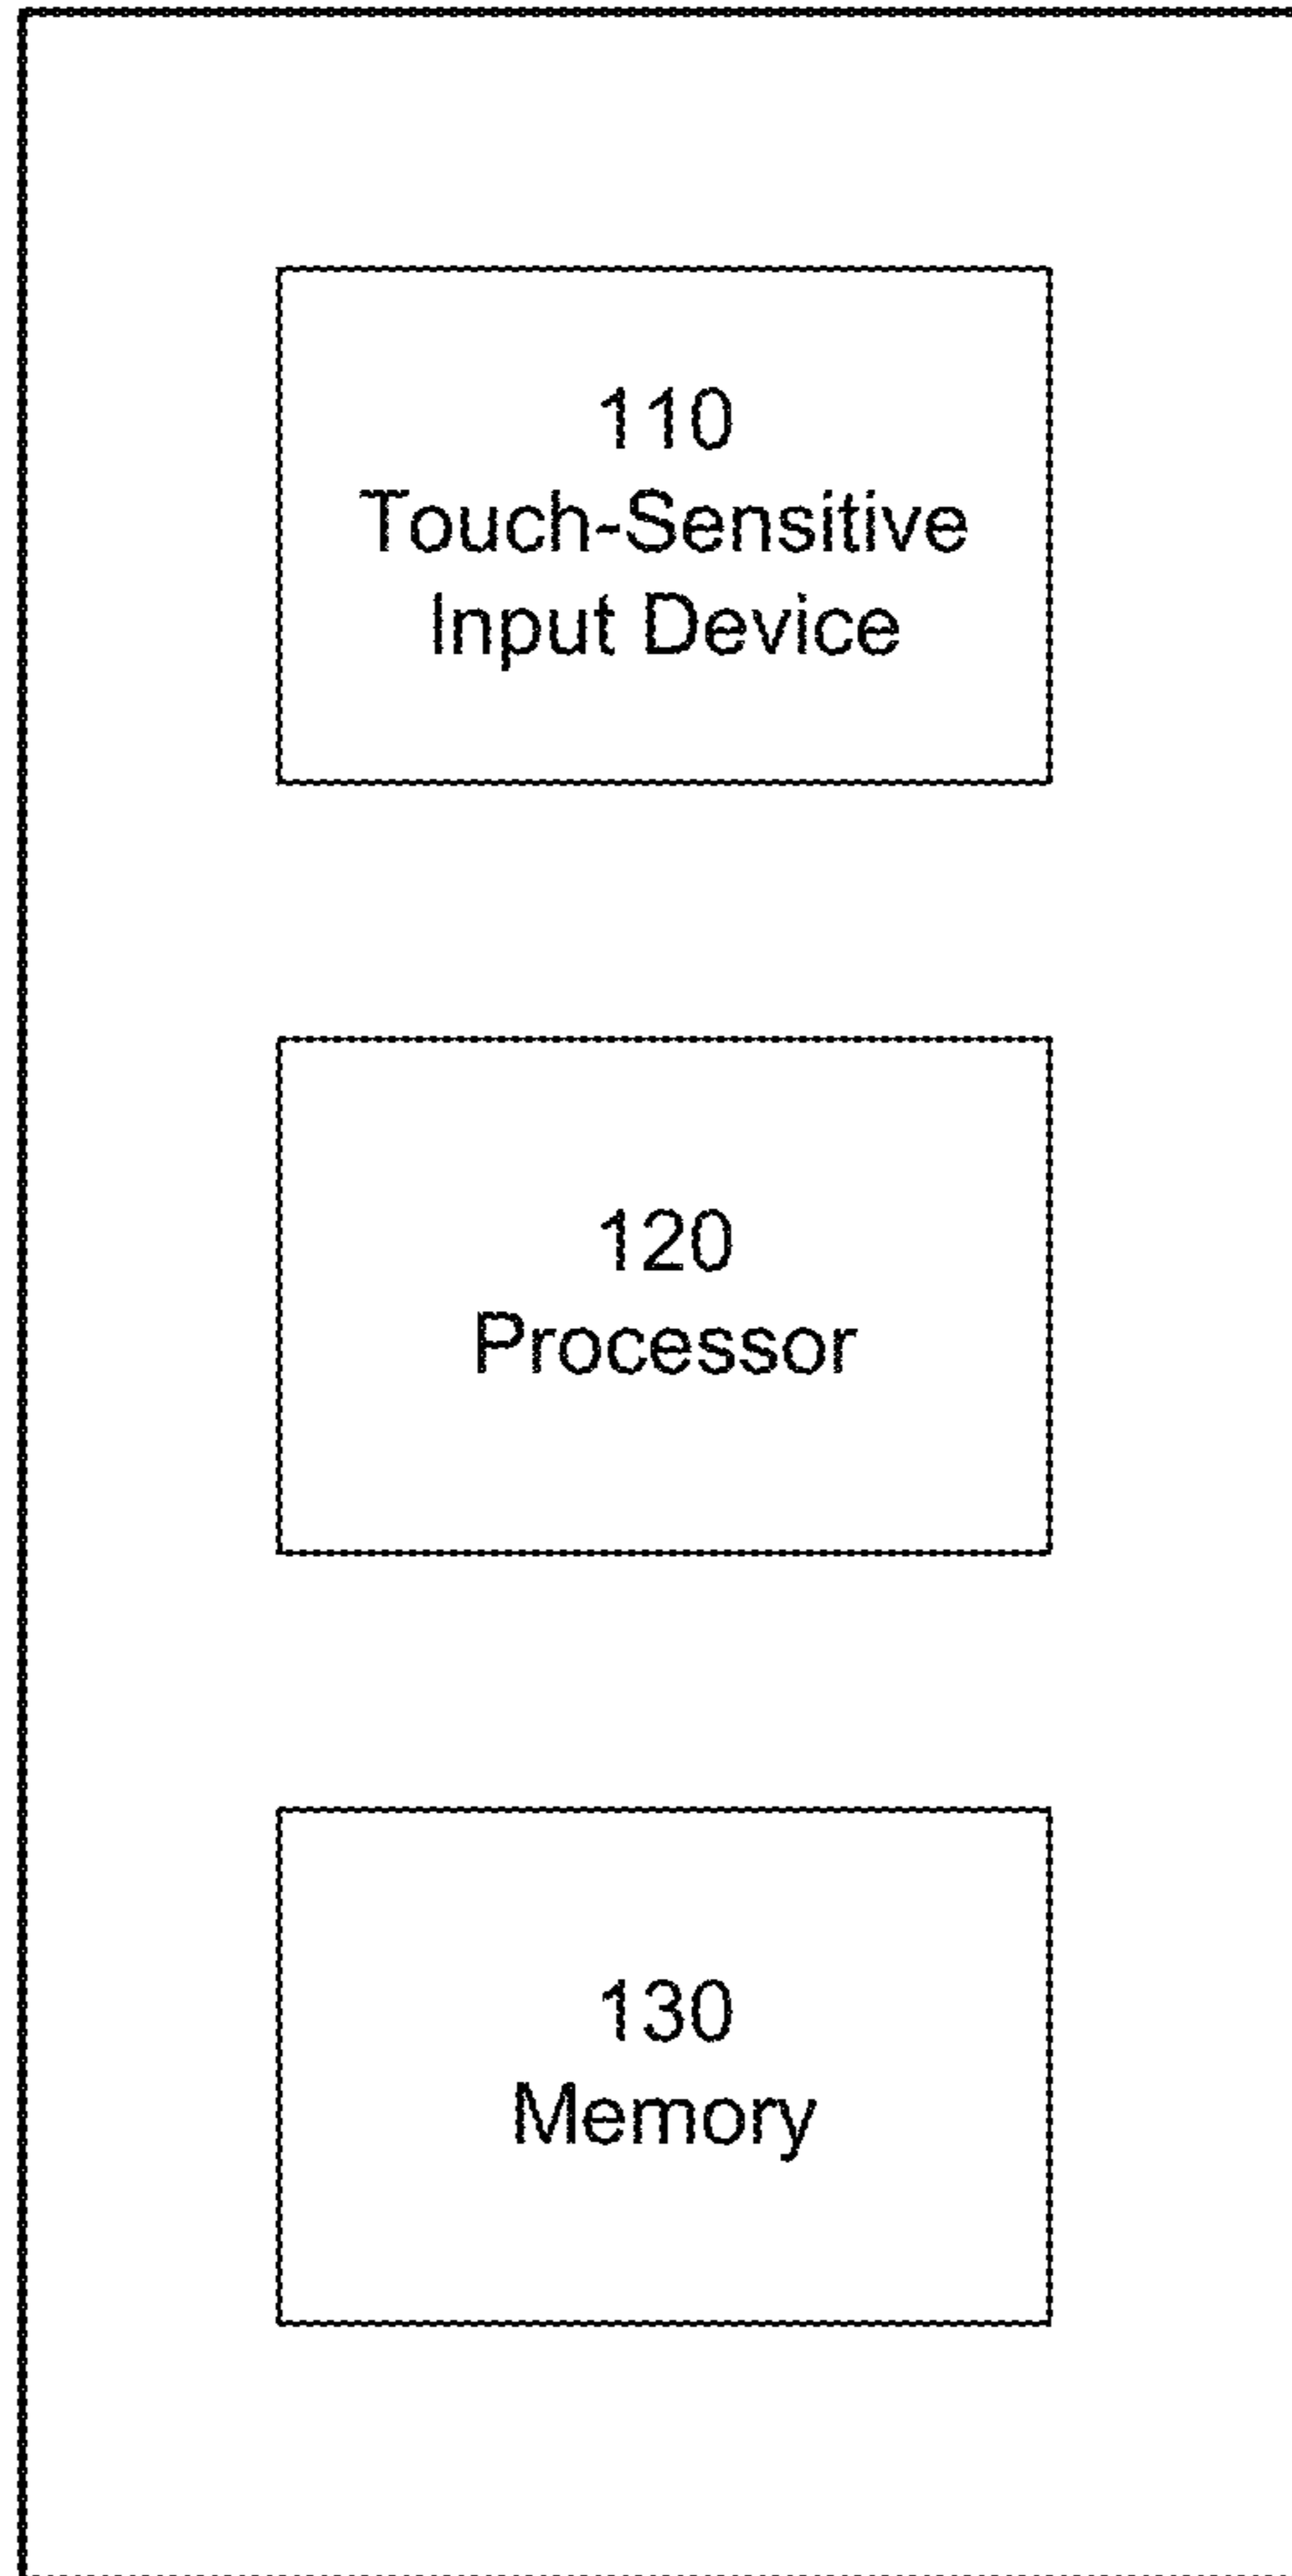 110
Touch-Sensitive
Input Device
120
Processor
130
Memory